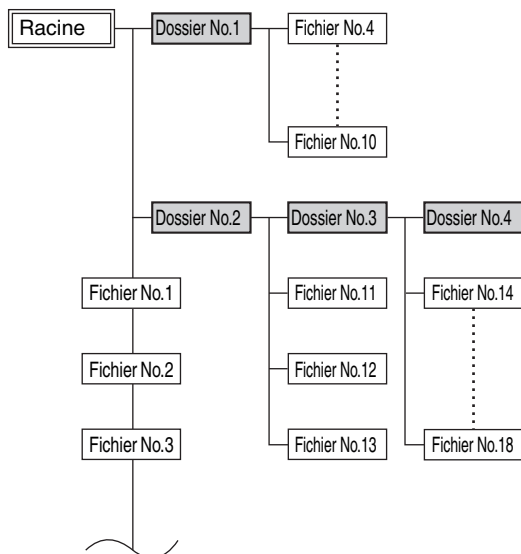 Racine
Dossier No.1
Fichier No.4
Fichier No.10
Dossier No.2
Dossier No.3
Dossier No.4
Fichier No.1
Fichier No.11
Fichier No.14
Fichier No.2
Fichier No.12
Fichier No.3
Fichier No.13
Fichier No.18